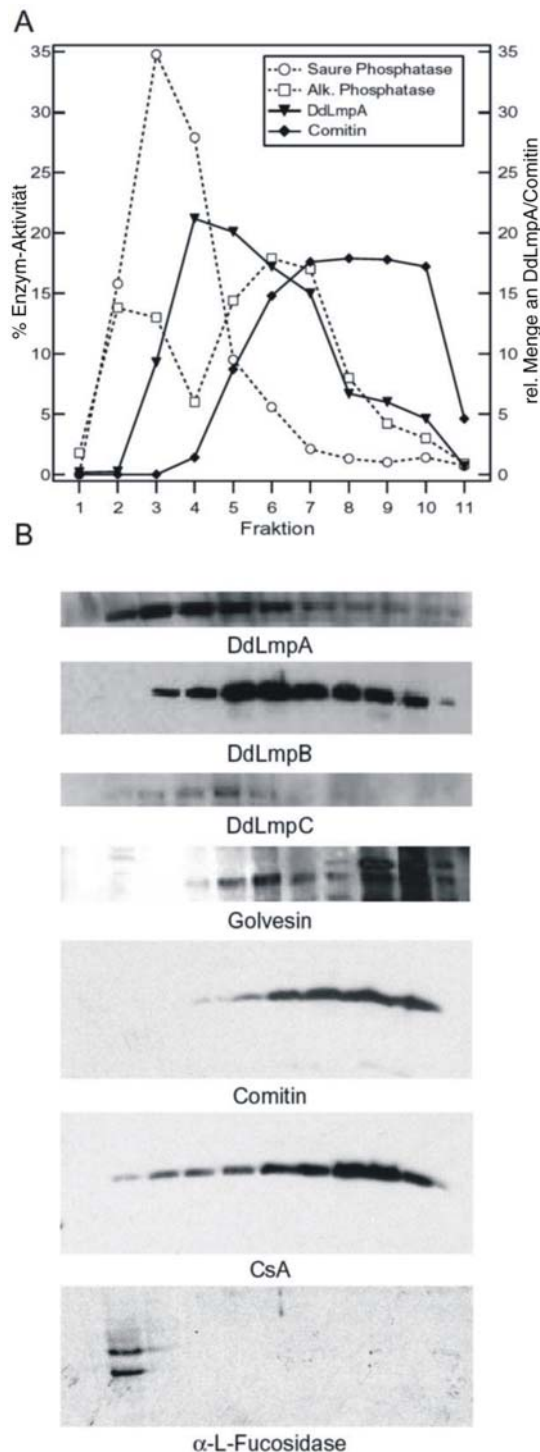 A
35
30
25
20
15
10
5
0
% Enzym-Aktivität
Saure Phosphatase
Alk. Phosphatase
DdLmpA
Comitin
35
30
25
20
15
10
5
0
rel. Menge an DdLmpA/Comitin
1 2 3 4 5 6 7 8 9 10 11
Fraktion
B
DdLmpA
DdLmpB
DdLmpC
Golvesin
Comitin
CsA
α-L-Fucosidase